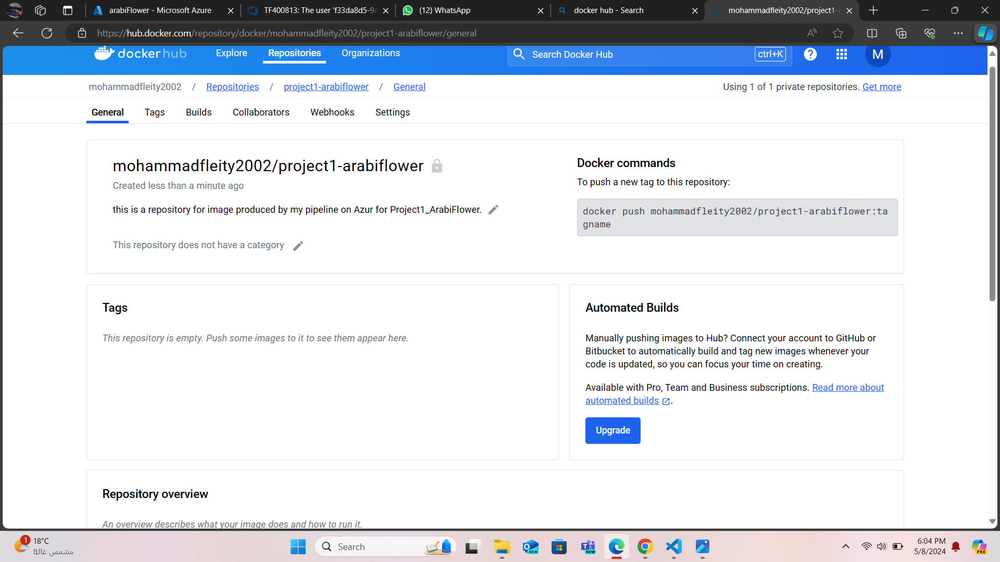 arabiFlower - Microsoft Azure
TF400813: The user 'f33da8d5-9a
(12) WhatsApp
docker hub - Search
mohammadfleity2002/project1-a
https://hub.docker.com/repository/docker/mohammadfleity2002/project1-arabiflower/general
dockerhub
Explore
Repositories
Organizations
Search Docker Hub
ctrl+K
?
M
mohammadfleity2002 / Repositories / project1-arabiflower / General
Using 1 of 1 private repositories. Get more
General
Tags
Builds
Collaborators
Webhooks
Settings
mohammadfleity2002/project1-arabiflower
Created less than a minute ago
this is a repository for image produced by my pipeline on Azur for Project1_ArabiFlower.
This repository does not have a category
Docker commands
To push a new tag to this repository:
docker push mohammadfleity2002/project1-arabiflower:ta
gname
Tags
This repository is empty. Push some images to it to see them appear here.
Automated Builds
Manually pushing images to Hub? Connect your account to GitHub or
Bitbucket to automatically build and tag new images whenever your
code is updated, so you can focus your time on creating.
Available with Pro, Team and Business subscriptions. Read more about
automated builds.
Upgrade
Repository overview
An overview describes what your image does and how to run it.
1
18°C
مشمس غالبًا
Search
NEW
NEW
6:04 PM
5/8/2024
PRE